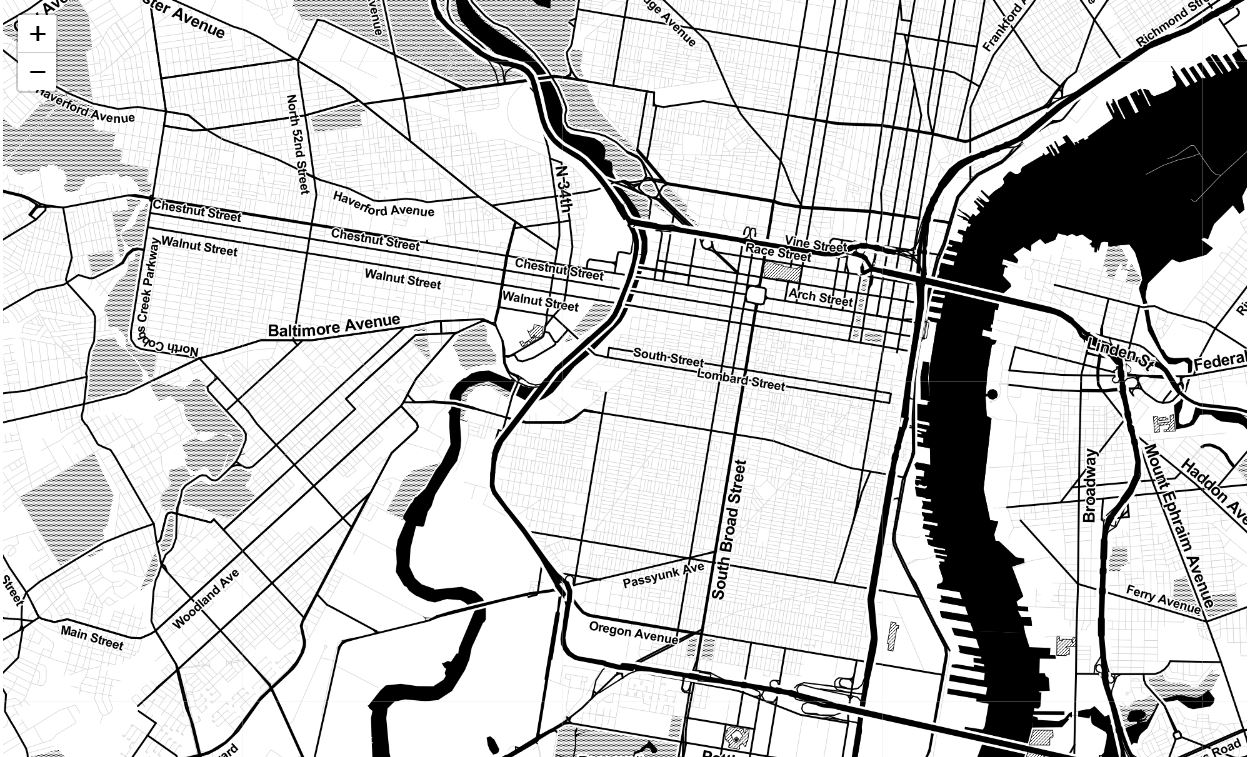 +
−
Avenue
Haverford Avenue
North 52nd Street
N 34th
Haverford Avenue
Chestnut Street
Chestnut Street
Chestnut Street
Walnut Street
Walnut Street
Walnut Street
North Cobbs Creek Parkway
Baltimore Avenue
Vine Street
Race Street
Arch Street
South Street
Lombard Street
Richmond
Frankford
Linden St
Federal
Broadway
Mount Ephraim Avenue
Haddon Ave
South Broad Street
Passyunk Ave
Oregon Avenue
Ferry Avenue
Woodland Ave
Main Street
Street
Road